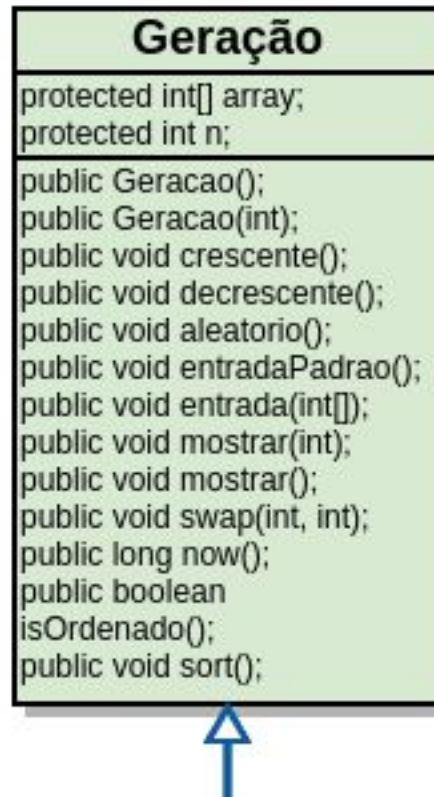 Geração
protected int[] array;
protected int n;
public Geracao();
public Geracao(int);
public void crescente();
public void decrescente();
public void aleatorio();
public void entradaPadrao();
public void entrada(int[]);
public void mostrar(int);
public void mostrar();
public void swap(int, int);
public long now();
public boolean
isOrdenado();
public void sort();